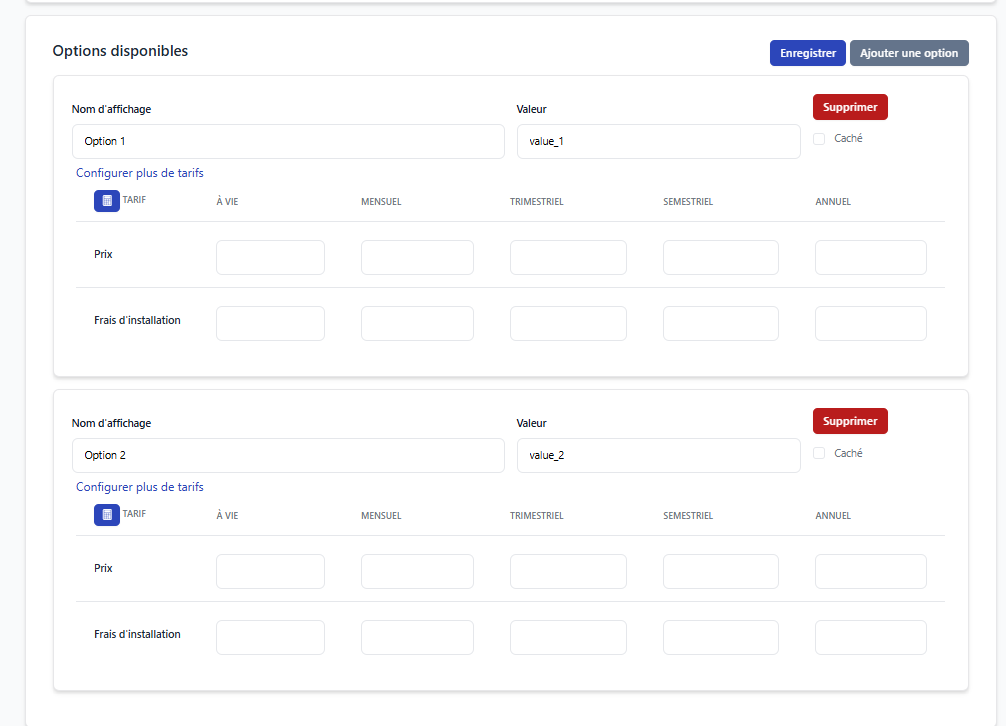 Options disponibles
Enregistrer
Ajouter une option
Nom d'affichage
Valeur
Supprimer
Option 1
value_1
Caché
Configurer plus de tarifs
TARIF
À VIE
MENSUEL
TRIMESTRIEL
SEMESTRIEL
ANNUEL
Prix
Frais d'installation
Nom d'affichage
Valeur
Supprimer
Option 2
value_2
Caché
Configurer plus de tarifs
TARIF
À VIE
MENSUEL
TRIMESTRIEL
SEMESTRIEL
ANNUEL
Prix
Frais d'installation